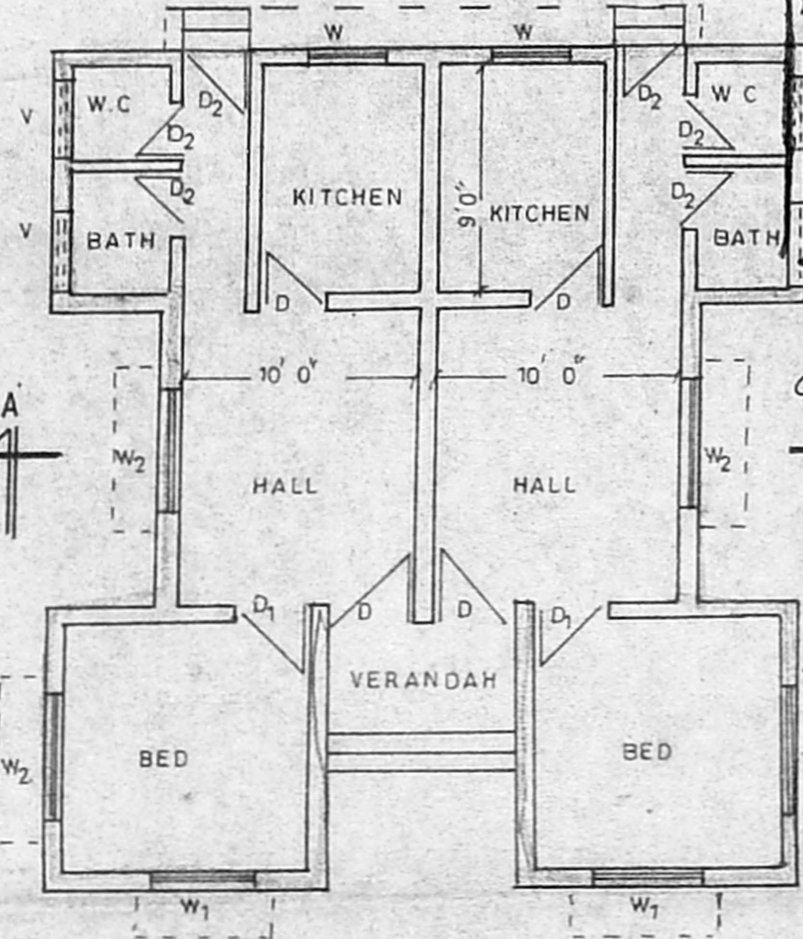 W
W
V
W.C
D2
D2
W C
D2
D2
D2
D2
KITCHEN
9'0"
KITCHEN
V
BATH
BATH
D
D
10' 0"
10' 0"
A
W2
W2
HALL
HALL
D1
D
D
D1
VERANDAH
BED
BED
W2
W1
W1